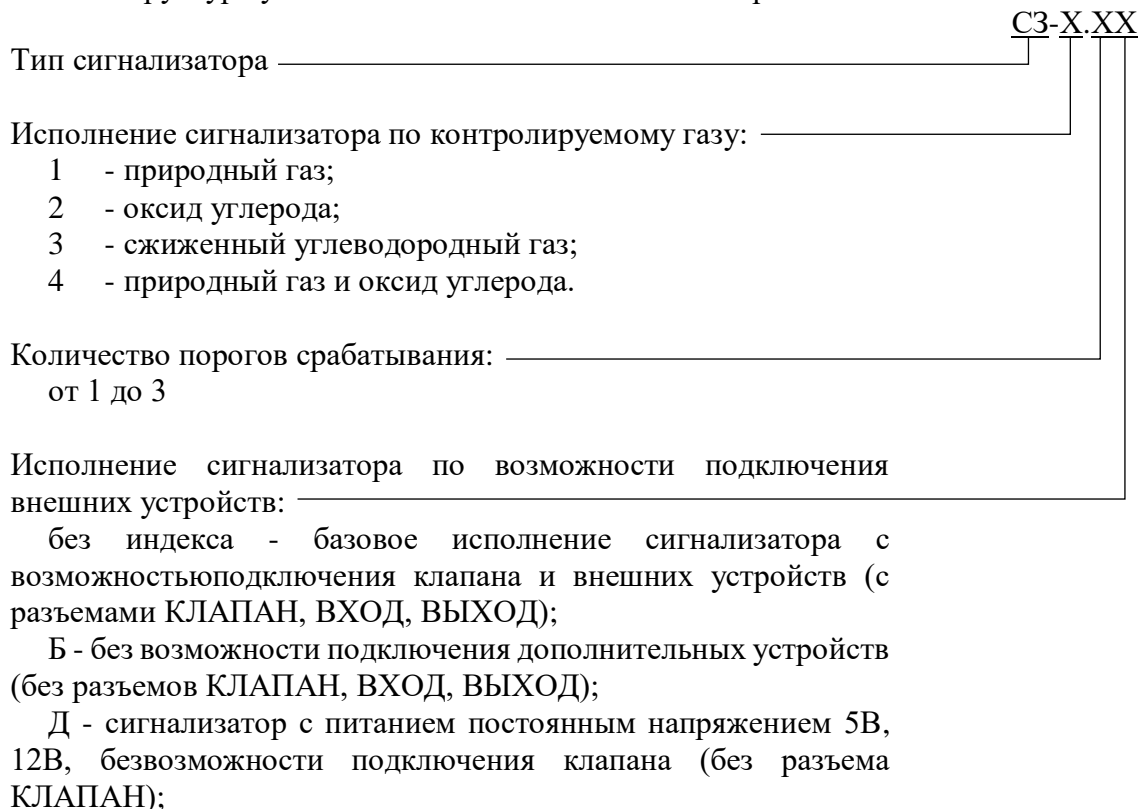 СЗ-Х.ХХ
Тип сигнализатора
Исполнение сигнализатора по контролируемому газу:
1 - природный газ;
2 - оксид углерода;
3 - сжиженный углеводородный газ;
4 - природный газ и оксид углерода.
Количество порогов срабатывания:
от 1 до 3
Исполнение сигнализатора по возможности подключения
внешних устройств:
без индекса - базовое исполнение сигнализатора с
возможностьюподключения клапана и внешних устройств (с
разъемами КЛАПАН, ВХОД, ВЫХОД);
Б - без возможности подключения дополнительных устройств
(без разъемов КЛАПАН, ВХОД, ВЫХОД);
Д - сигнализатор с питанием постоянным напряжением 5В,
12В, безвозможности подключения клапана (без разъема
КЛАПАН);